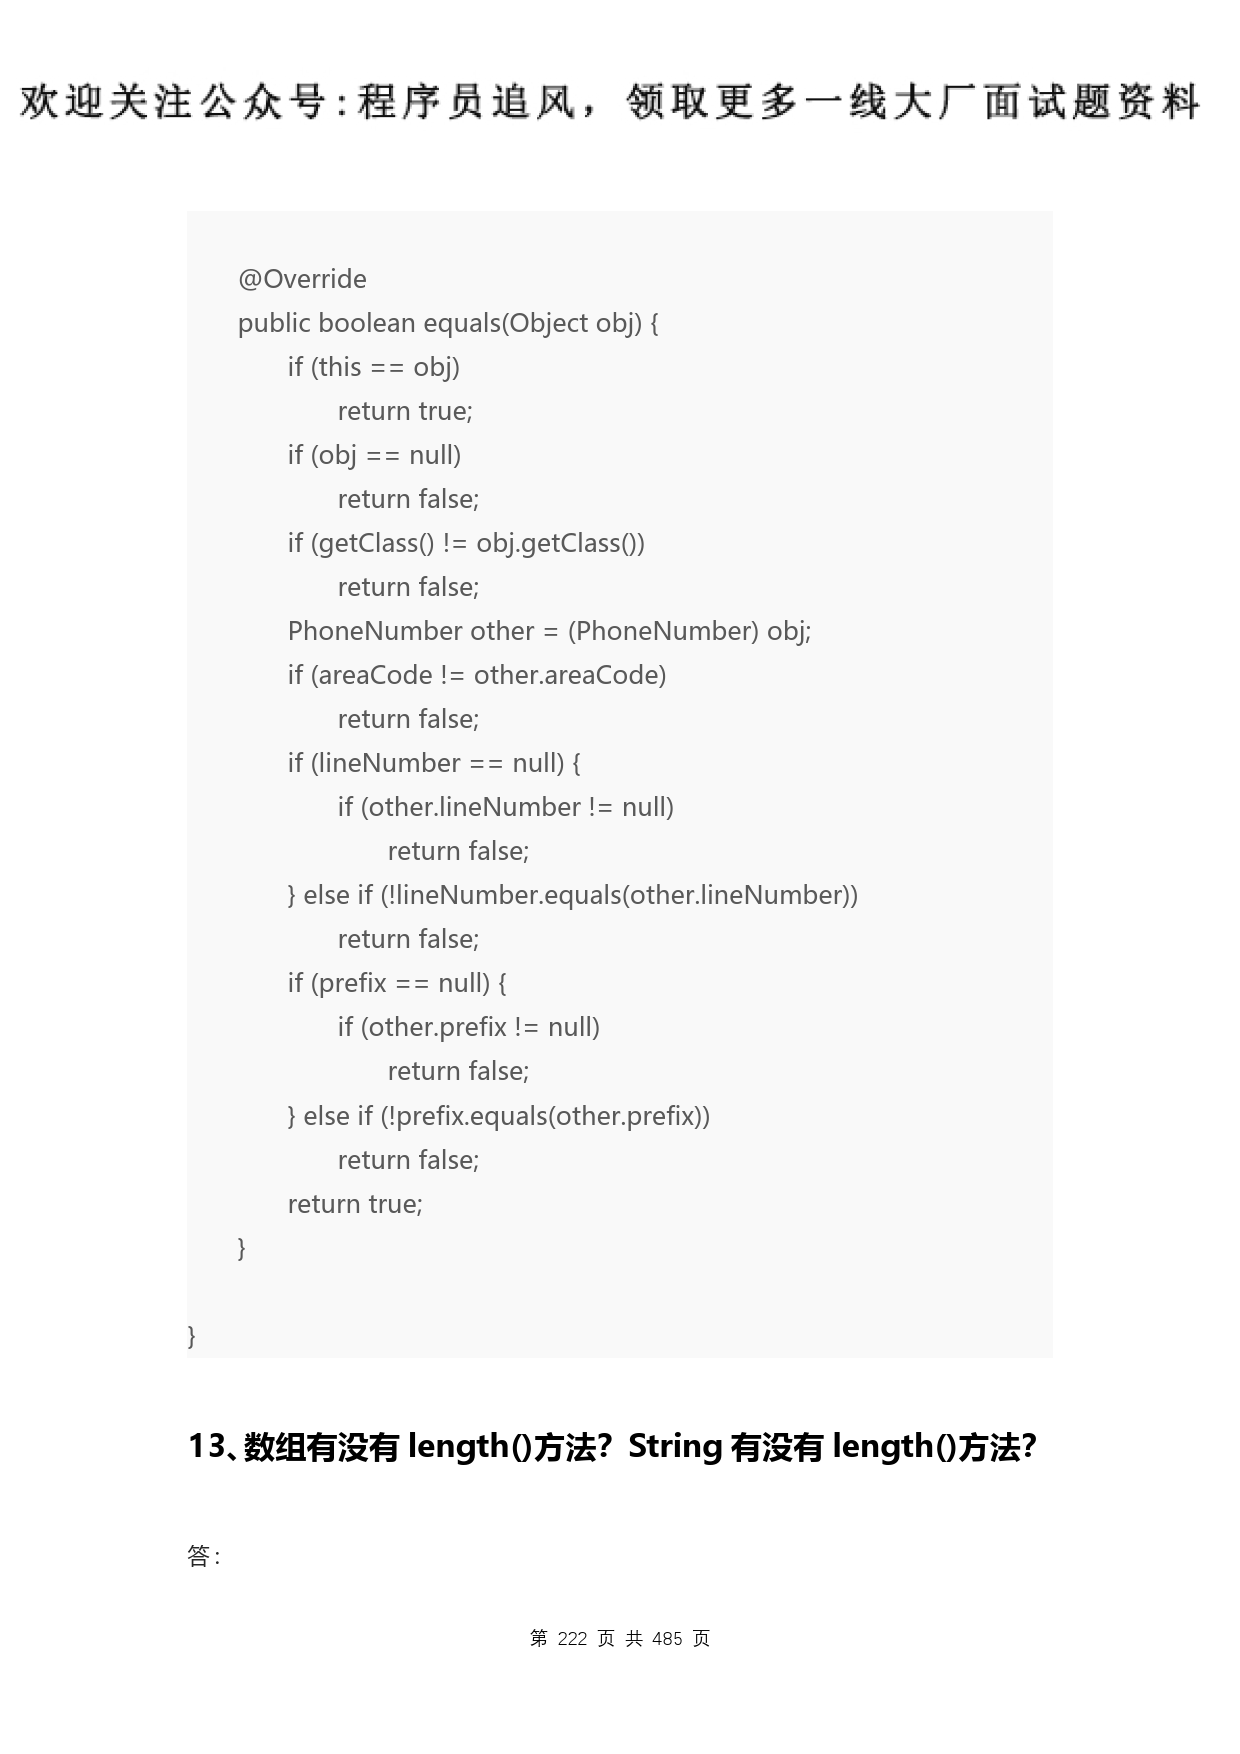 欢迎关注公众号:程序员追风，领取更多一线大厂面试题资料
@Override
public boolean equals(Object obj) {
if (this == obj)
return true;
if (obj == null)
return false;
if (getClass() != obj.getClass())
return false;
PhoneNumber other = (PhoneNumber) obj;
if (areaCode != other.areaCode)
return false;
if (lineNumber == null) {
if (other.lineNumber != null)
return false;
} else if (!lineNumber.equals(other.lineNumber))
return false;
if (prefix == null) {
if (other.prefix != null)
return false;
} else if (!prefix.equals(other.prefix))
return false;
return true;
}
}
13、数组有没有 length()方法？String 有没有 length()方法？
答：
第 222 页 共 485 页